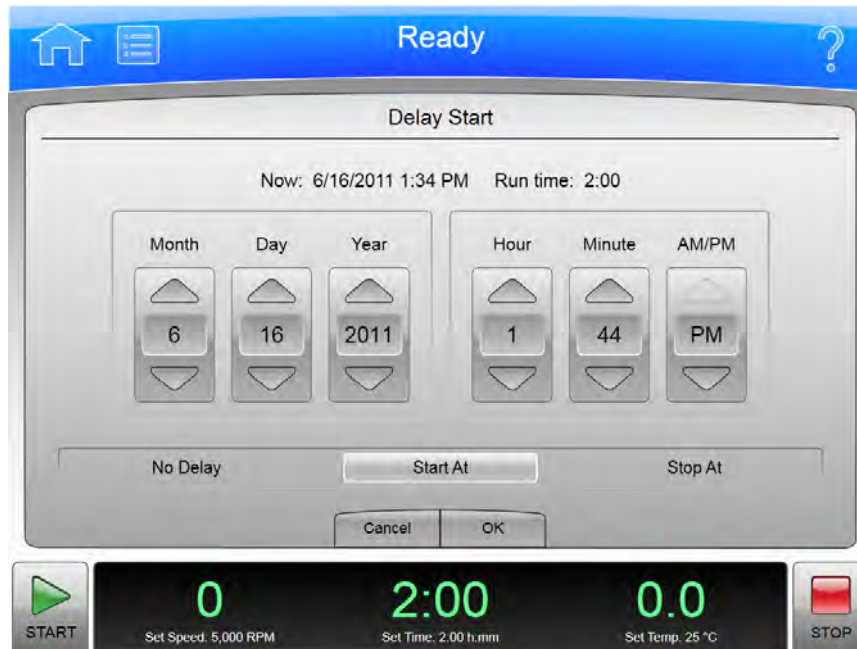 Ready
?
Delay Start
Now: 6/16/2011 1:34 PM Run time: 2:00
Month Day Year Hour Minute AM/PM
6 16 2011 1 44 PM
No Delay Start At Stop At
Cancel OK
0 2:00 0.0
START Set Speed: 5,000 RPM Set Time: 2.00 h:mm Set Temp. 25 °C STOP